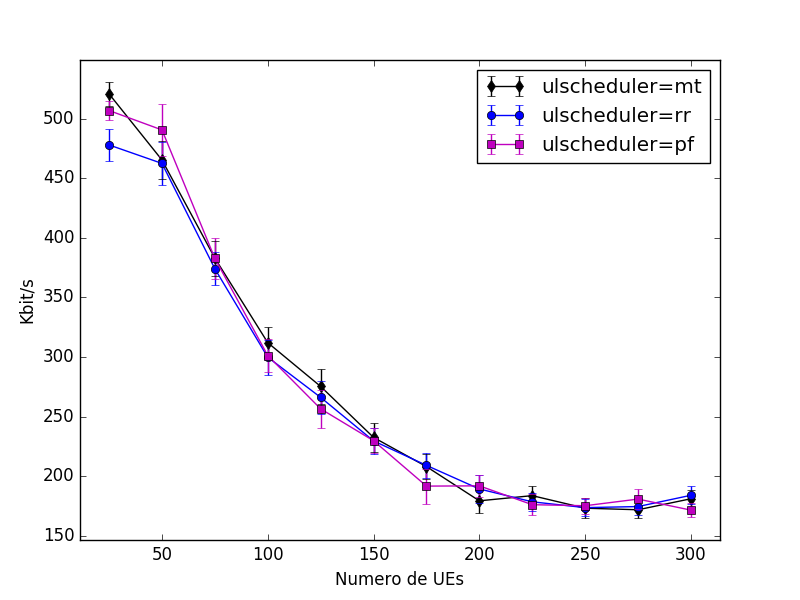 ulscheduler=mt
ulscheduler=rr
ulscheduler=pf
500
450
400
350
300
250
200
150
Kbit/s
50 100 150 200 250 300
Numero de UEs